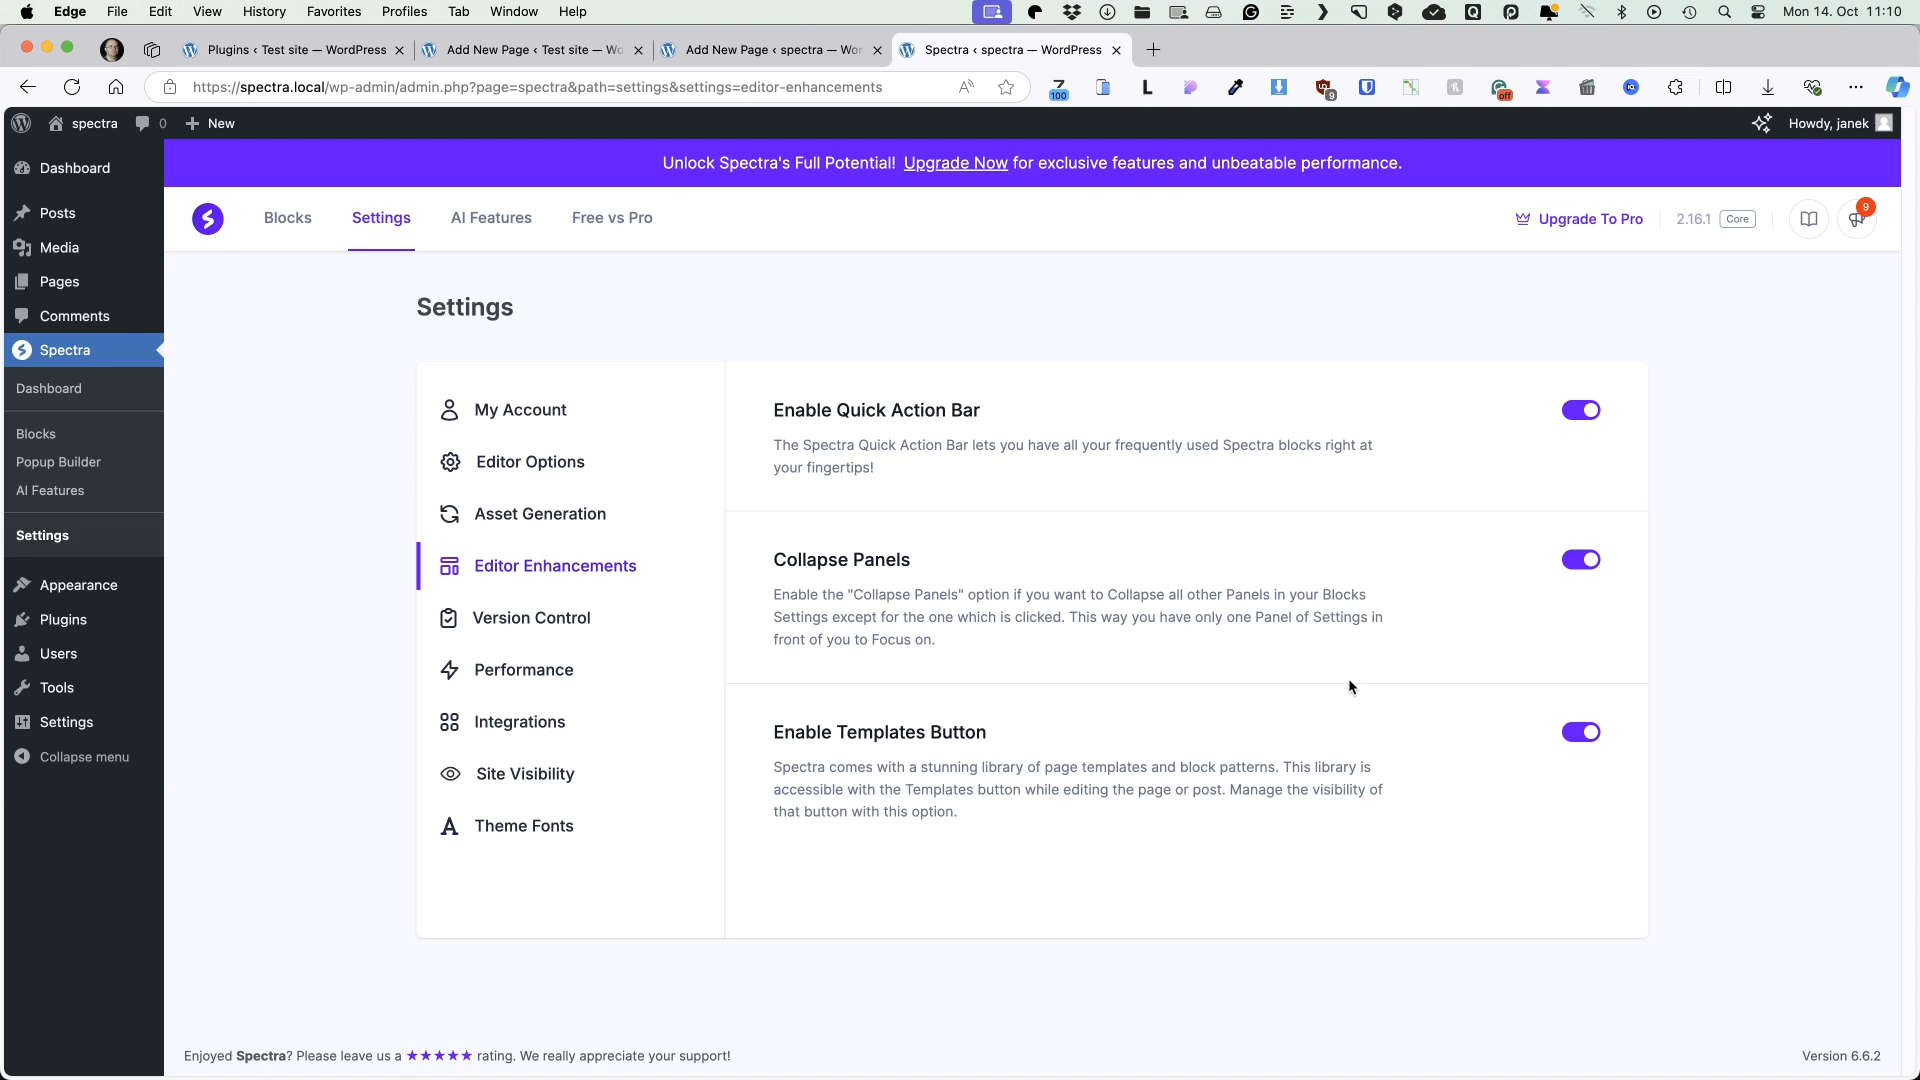 Edge File Edit View History Favorites Profiles Tab Window Help
Mon 14. Oct 11:10
Plugins ‹ Test site — WordPress
Add New Page ‹ Test site — Wo
Add New Page ‹ spectra — Wor
Spectra ‹ spectra — WordPress
https://spectra.local/wp-admin/admin.php?page=spectra&path=settings&settings=editor-enhancements
100
9
off
spectra
0
New
Howdy, janek
Unlock Spectra's Full Potential! Upgrade Now for exclusive features and unbeatable performance.
Dashboard
Posts
Media
Pages
Comments
Spectra
Dashboard
Blocks
Popup Builder
AI Features
Settings
Appearance
Plugins
Users
Tools
Settings
Collapse menu
Blocks
Settings
AI Features
Free vs Pro
Upgrade To Pro
2.16.1
Core
9
Settings
My Account
Editor Options
Asset Generation
Editor Enhancements
Version Control
Performance
Integrations
Site Visibility
Theme Fonts
Enable Quick Action Bar
The Spectra Quick Action Bar lets you have all your frequently used Spectra blocks right at
your fingertips!
Collapse Panels
Enable the "Collapse Panels" option if you want to Collapse all other Panels in your Blocks
Settings except for the one which is clicked. This way you have only one Panel of Settings in
front of you to Focus on.
Enable Templates Button
Spectra comes with a stunning library of page templates and block patterns. This library is
accessible with the Templates button while editing the page or post. Manage the visibility of
that button with this option.
Enjoyed Spectra? Please leave us a ★★★★★ rating. We really appreciate your support!
Version 6.6.2